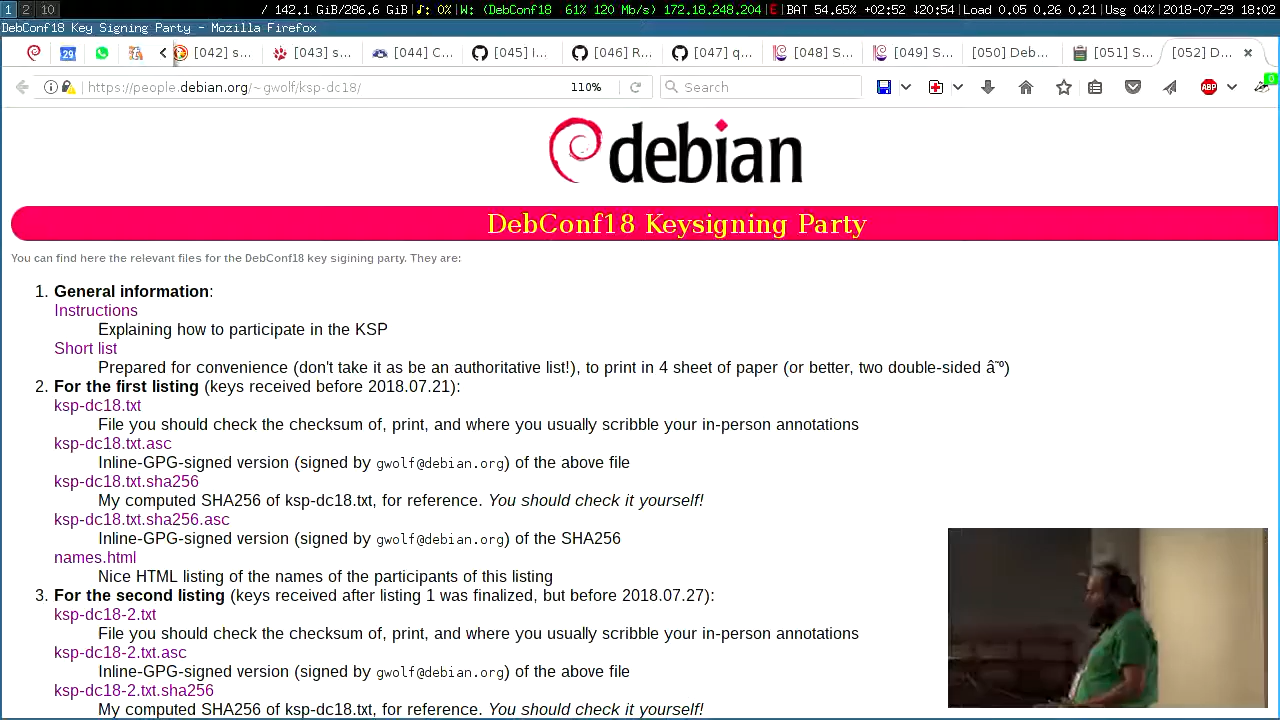 1 2 10 / 142.1 GiB/286.6 GiB|♪: 0%|W: (DebConf18 61% 120 Mb/s) 172.18.248.204|E|BAT 54.65% +02:52 ↺20:54|Load 0.05 0.26 0.21|Usg 04%|2018-07-29 18:02
DebConf18 Key Signing Party - Mozilla Firefox
29 [042] s... [043] s... [044] C... [045] I... [046] R... [047] q... [048] S... [049] S... [050] Deb... [051] S... [052] D...
https://people.debian.org/~gwolf/ksp-dc18/ 110% Search ABP 0
debian
DebConf18 Keysigning Party
You can find here the relevant files for the DebConf18 key sigining party. They are:
1. General information:
Instructions
Explaining how to participate in the KSP
Short list
Prepared for convenience (don't take it as be an authoritative list!), to print in 4 sheet of paper (or better, two double-sided â˜º)
2. For the first listing (keys received before 2018.07.21):
ksp-dc18.txt
File you should check the checksum of, print, and where you usually scribble your in-person annotations
ksp-dc18.txt.asc
Inline-GPG-signed version (signed by gwolf@debian.org) of the above file
ksp-dc18.txt.sha256
My computed SHA256 of ksp-dc18.txt, for reference. You should check it yourself!
ksp-dc18.txt.sha256.asc
Inline-GPG-signed version (signed by gwolf@debian.org) of the SHA256
names.html
Nice HTML listing of the names of the participants of this listing
3. For the second listing (keys received after listing 1 was finalized, but before 2018.07.27):
ksp-dc18-2.txt
File you should check the checksum of, print, and where you usually scribble your in-person annotations
ksp-dc18-2.txt.asc
Inline-GPG-signed version (signed by gwolf@debian.org) of the above file
ksp-dc18-2.txt.sha256
My computed SHA256 of ksp-dc18.txt, for reference. You should check it yourself!